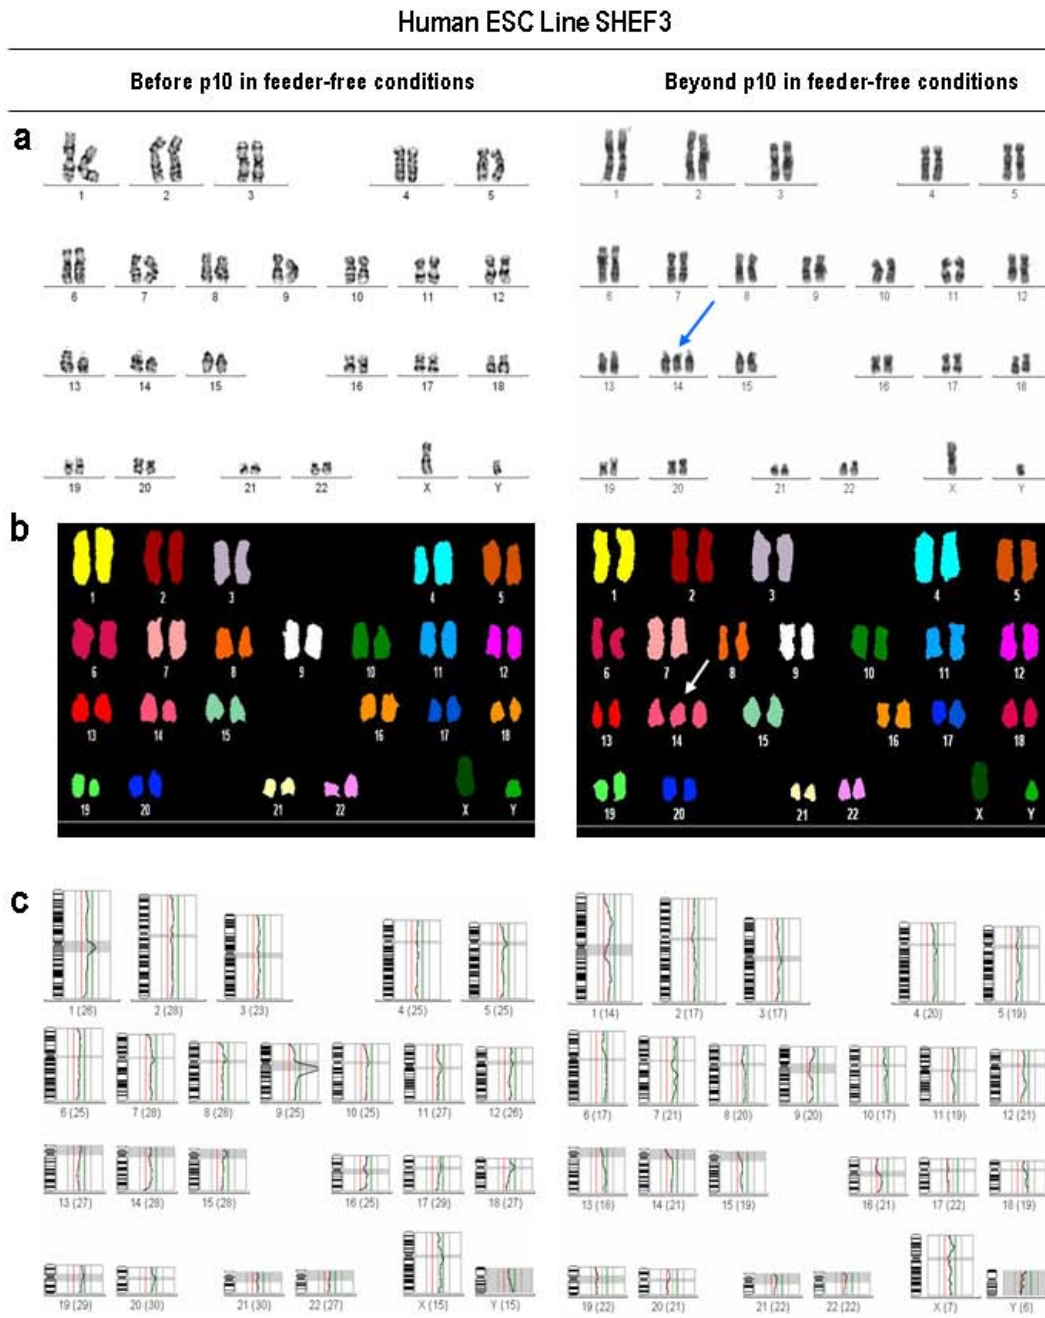 Human ESC Line SHEF3
Before p10 in feeder-free conditions
Beyond p10 in feeder-free conditions
a
1 2 3 4 5
6 7 8 9 10 11 12
13 14 15 16 17 18
19 20 21 22 X Y
1 2 3 4 5
6 7 8 9 10 11 12
13 14 15 16 17 18
19 20 21 22 X Y
b
1 2 3 4 5
6 7 8 9 10 11 12
13 14 15 16 17 18
19 20 21 22 X Y
1 2 3 4 5
6 7 8 9 10 11 12
13 14 15 16 17 18
19 20 21 22 X Y
c
1 (26) 2 (28) 3 (23) 4 (25) 5 (25)
6 (25) 7 (28) 8 (28) 9 (25) 10 (25) 11 (27) 12 (26)
13 (27) 14 (28) 15 (28) 16 (25) 17 (29) 18 (27)
19 (29) 20 (30) 21 (30) 22 (27) X (15) Y (15)
1 (14) 2 (17) 3 (17) 4 (20) 5 (19)
6 (17) 7 (21) 8 (20) 9 (20) 10 (17) 11 (19) 12 (21)
13 (18) 14 (21) 15 (19) 16 (21) 17 (22) 18 (19)
19 (22) 20 (21) 21 (22) 22 (22) X (7) Y (6)